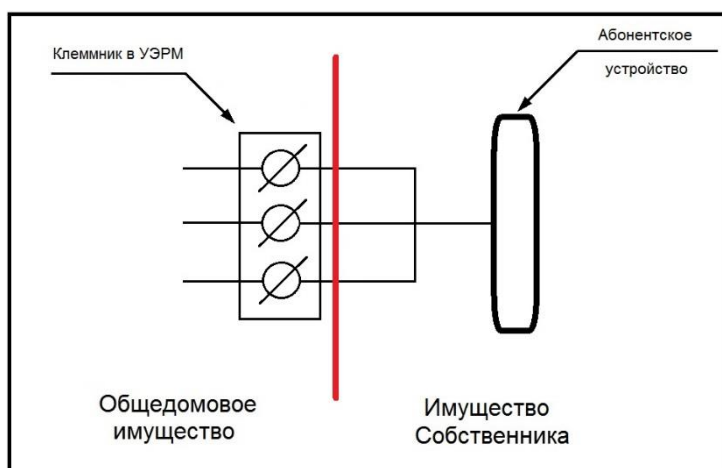 Клеммник в УЭРМ
Абонентское
устройство
Общедомовое
имущество
Имущество
Собственника